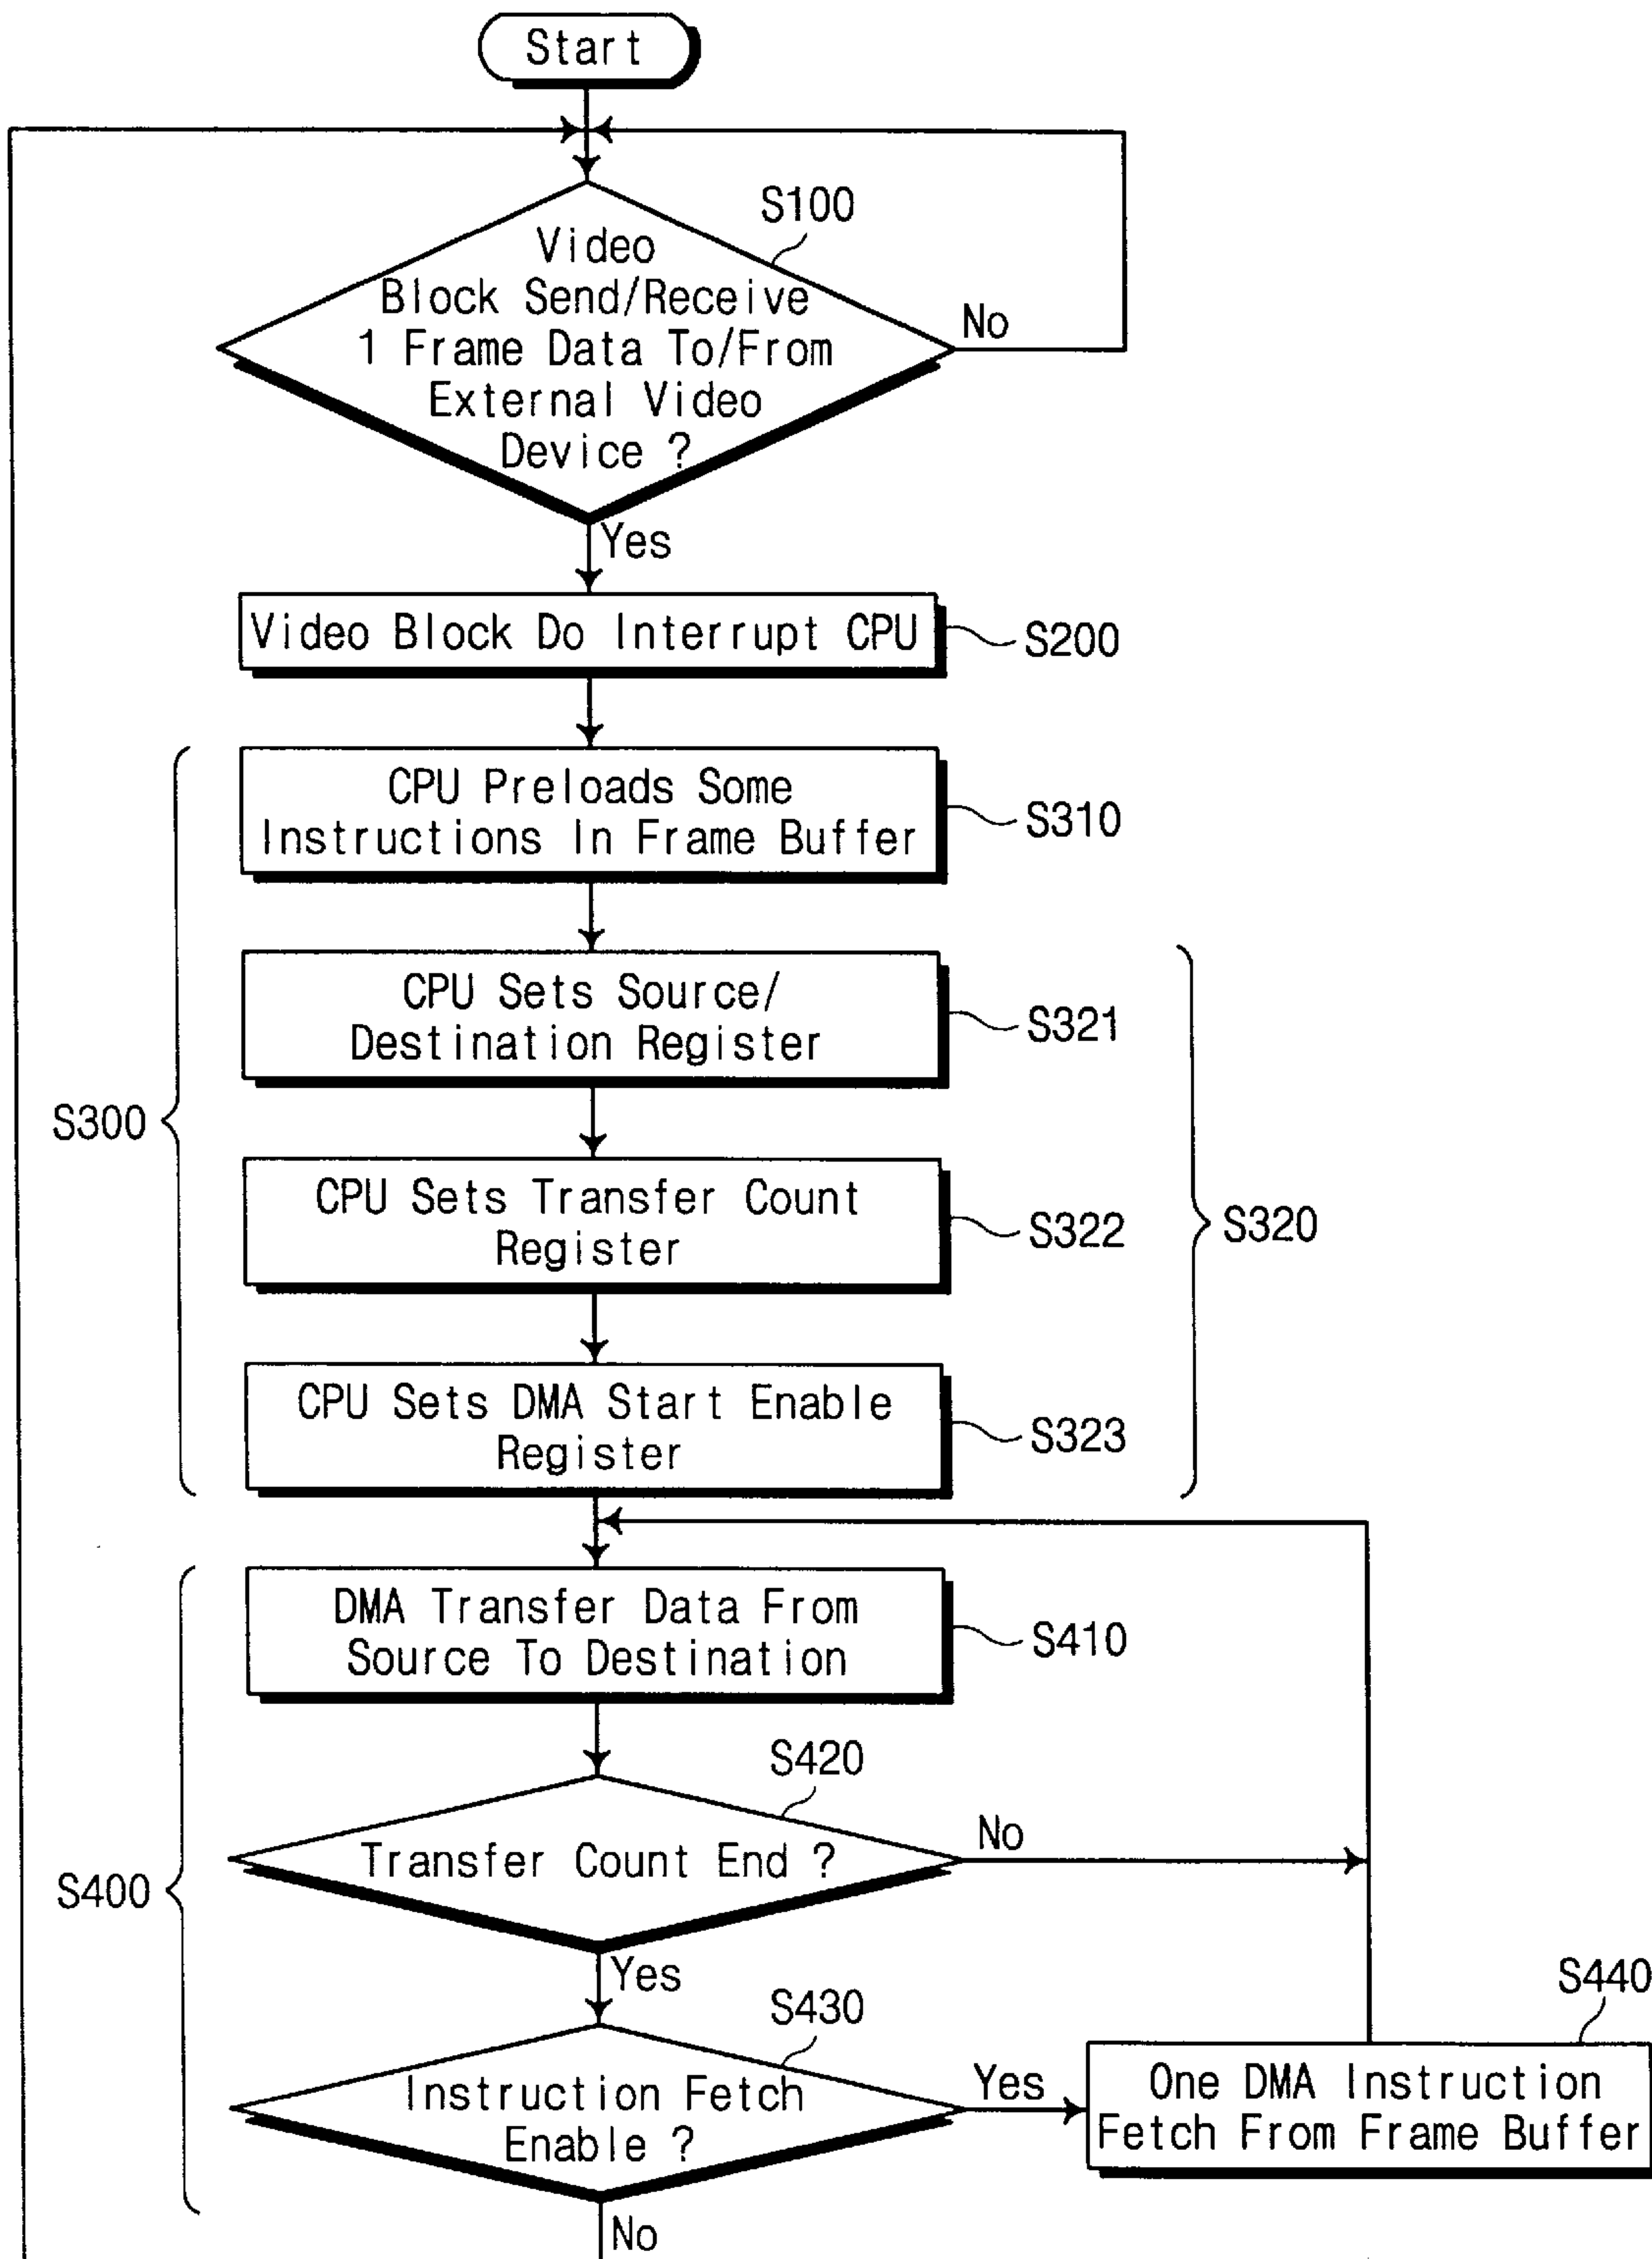 Start
S100
Video
Block Send/Receive
1 Frame Data To/From
External Video
Device ?
No
Yes
Video Block Do Interrupt CPU
S200
CPU Preloads Some
Instructions In Frame Buffer
S310
CPU Sets Source/
Destination Register
S321
S300
CPU Sets Transfer Count
Register
S322
S320
CPU Sets DMA Start Enable
Register
S323
DMA Transfer Data From
Source To Destination
S410
S420
Transfer Count End ?
No
S400
Yes
S430
S440
Instruction Fetch
Enable ?
Yes
One DMA Instruction
Fetch From Frame Buffer
No